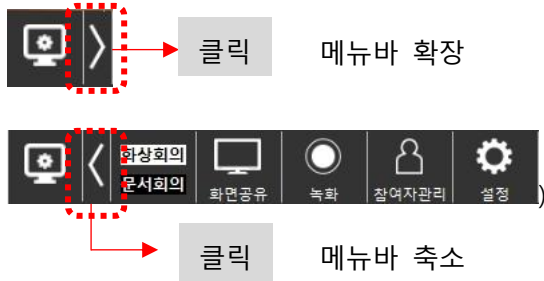 클릭 메뉴바 확장
화상회의
문서회의
화면공유 녹화 참여자관리 설정 )
클릭 메뉴바 축소